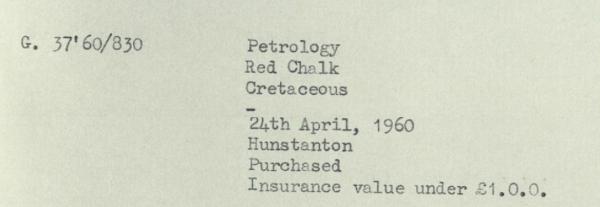 G. 37'60/830 Petrology
Red Chalk
Cretaceous
-
24th April, 1960
Hunstanton
Purchased
Insurance value under £1.0.0.